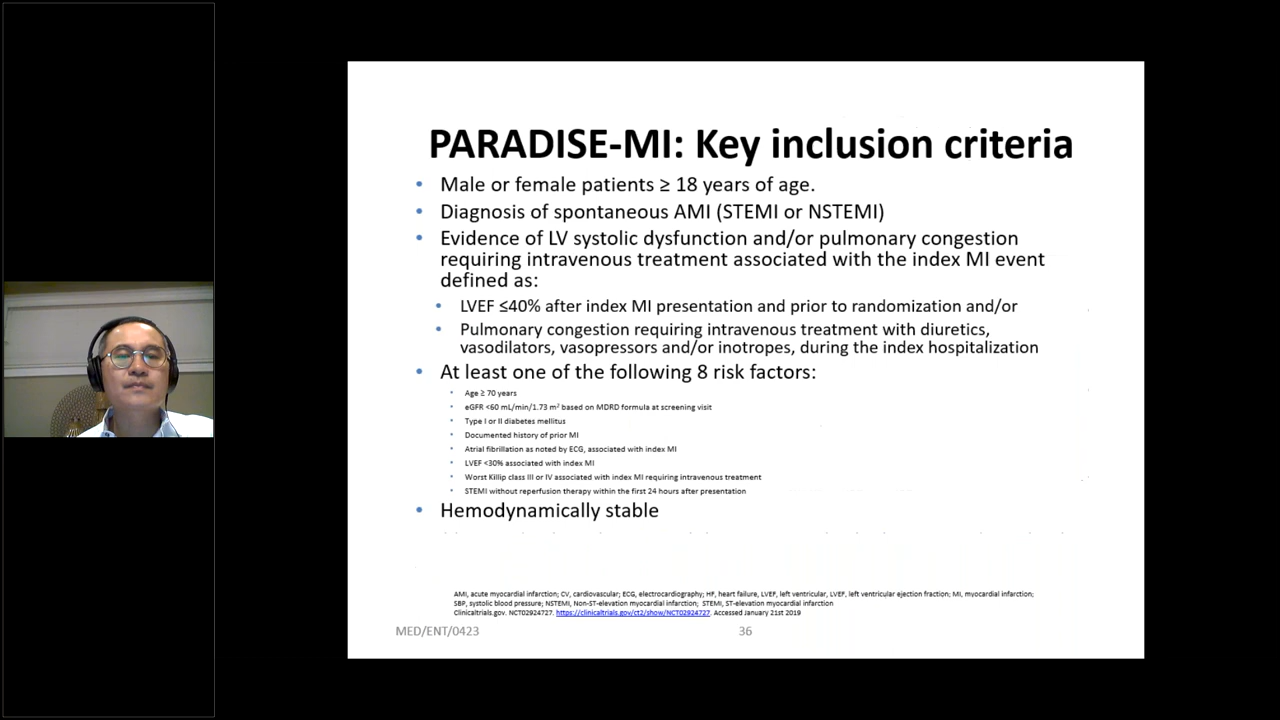 PARADISE-MI: Key inclusion criteria
• Male or female patients ≥ 18 years of age.
• Diagnosis of spontaneous AMI (STEMI or NSTEMI)
• Evidence of LV systolic dysfunction and/or pulmonary congestion
requiring intravenous treatment associated with the index MI event
defined as:
• LVEF ≤40% after index MI presentation and prior to randomization and/or
• Pulmonary congestion requiring intravenous treatment with diuretics,
vasodilators, vasopressors and/or inotropes, during the index hospitalization
• At least one of the following 8 risk factors:
• Age ≥ 70 years
• eGFR <60 mL/min/1.73 m² based on MDRD formula at screening visit
• Type I or II diabetes mellitus
• Documented history of prior MI
• Atrial fibrillation as noted by ECG, associated with index MI
• LVEF <30% associated with index MI
• Worst Killip class III or IV associated with index MI requiring intravenous treatment
• STEMI without reperfusion therapy within the first 24 hours after presentation
• Hemodynamically stable
AMI, acute myocardial infarction; CV, cardiovascular; ECG, electrocardiography; HF, heart failure, LVEF, left ventricular, LVEF, left ventricular ejection fraction; MI, myocardial infarction;
SBP, systolic blood pressure; NSTEMI, Non-ST-elevation myocardial infarction; STEMI, ST-elevation myocardial infarction
Clinicaltrials.gov. NCT02924727. https://clinicaltrials.gov/ct2/show/NCT02924727. Accessed January 21st 2019
MED/ENT/0423
36